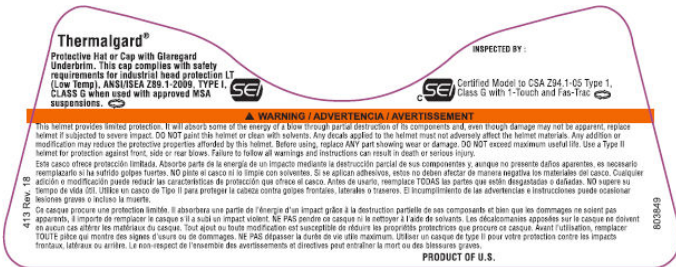 Thermalgard®
Protective Hat or Cap with Glaregard
Underbrim. This cap complies with safety
requirements for industrial head protection LT
(Low Temp), ANSI/ISEA Z89.1-2009, TYPE I,
CLASS G when used with approved MSA
suspensions.
SEI
INSPECTED BY :
C SEI
Certified Model to CSA Z94.1-05 Type 1,
Class G with 1-Touch and Fas-Trac
WARNING / ADVERTENCIA / AVERTISSEMENT
This helmet provides limited protection. It will absorb some of the energy of a blow through partial destruction of its components and, even though damage may not be apparent, replace
helmet if subjected to severe impact. DO NOT paint this helmet or clean with solvents. Any decals applied to the helmet must not adversely affect the helmet materials. Any addition or
modification may reduce the protective properties afforded by this helmet. Before using, replace ANY part showing wear or damage. DO NOT exceed maximum useful life. Use a Type II
helmet for protection against front, side or rear blows. Failure to follow all warnings and instructions can result in death or serious injury.
Este casco ofrece protección limitada. Absorbe parte de la energía de un impacto mediante la destrucción parcial de sus componentes y, aunque no presente daños aparentes, es necesario
reemplazarlo si ha sufrido golpes fuertes. NO pinte el casco ni lo limpie con solventes. Si se aplican adhesivos, estos no deben afectar de manera negativa los materiales del casco. Cualquier
adición o modificación puede reducir las características de protección que ofrece el casco. Antes de usarlo, reemplace TODAS las partes que estén desgastadas o dañadas. NO supere su
tiempo de vida útil. Utilice un casco de Tipo II para proteger la cabeza contra golpes frontales, laterales o traseros. El incumplimiento de las advertencias e instrucciones puede ocasionar
lesiones graves o incluso la muerte.
Ce casque procure une protection limitée. Il absorbera une partie de l'énergie d'un impact grâce à la destruction partielle de ses composants et bien que les dommages ne soient pas
apparents, il importe de remplacer le casque s'il a subi un impact violent. NE PAS peindre ce casque ni le nettoyer à l'aide de solvants. Les décalcomanies apposées sur le casque ne doivent
en aucun cas altérer les matériaux du casque. Tout ajout ou toute modification est susceptible de réduire les propriétés protectrices que procure ce casque. Avant l'utilisation, remplacer
TOUTE pièce qui montre des signes d'usure ou de dommages. NE PAS dépasser la durée de vie utile maximum. Utiliser un casque de type II pour votre protection contre les impacts
frontaux, latéraux ou arrière. Le non-respect de l'ensemble des avertissements et directives peut entraîner la mort ou des blessures graves.
PRODUCT OF U.S.
413 Rev. 18
803849